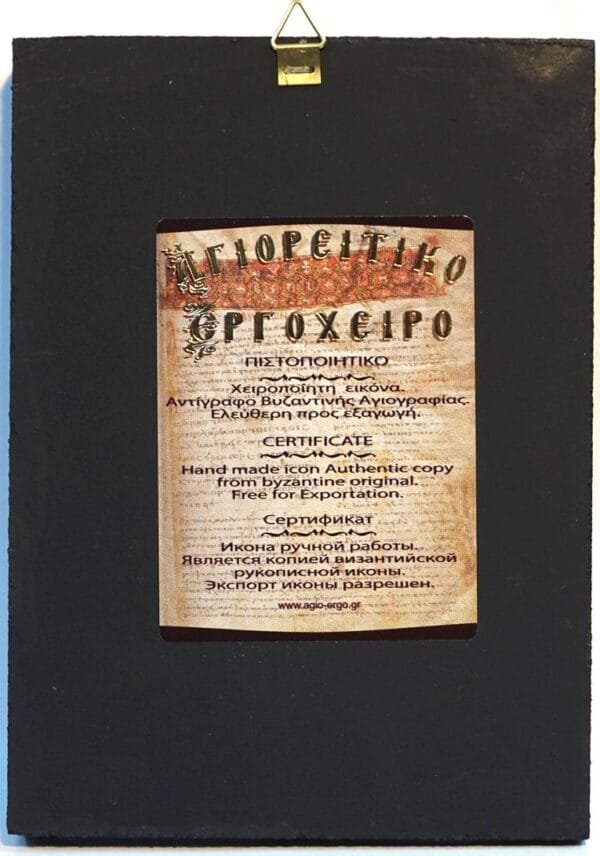 ΑΓΙΟΡΕΙΤΙΚΟ
ΕΡΓΟΧΕΙΡΟ
ΠΙΣΤΟΠΟΙΗΤΙΚΟ
Χειροποίητη εικόνα.
Αντίγραφο Βυζαντινής Αγιογραφίας.
Ελεύθερη προς εξαγωγή.
CERTIFICATE
Hand made icon Authentic copy
from byzantine original.
Free for Exportation.
Сертификат
Икона ручной работы.
Является копией византийской
рукописной иконы.
Экспорт иконы разрешен.
www.agio-ergo.gr